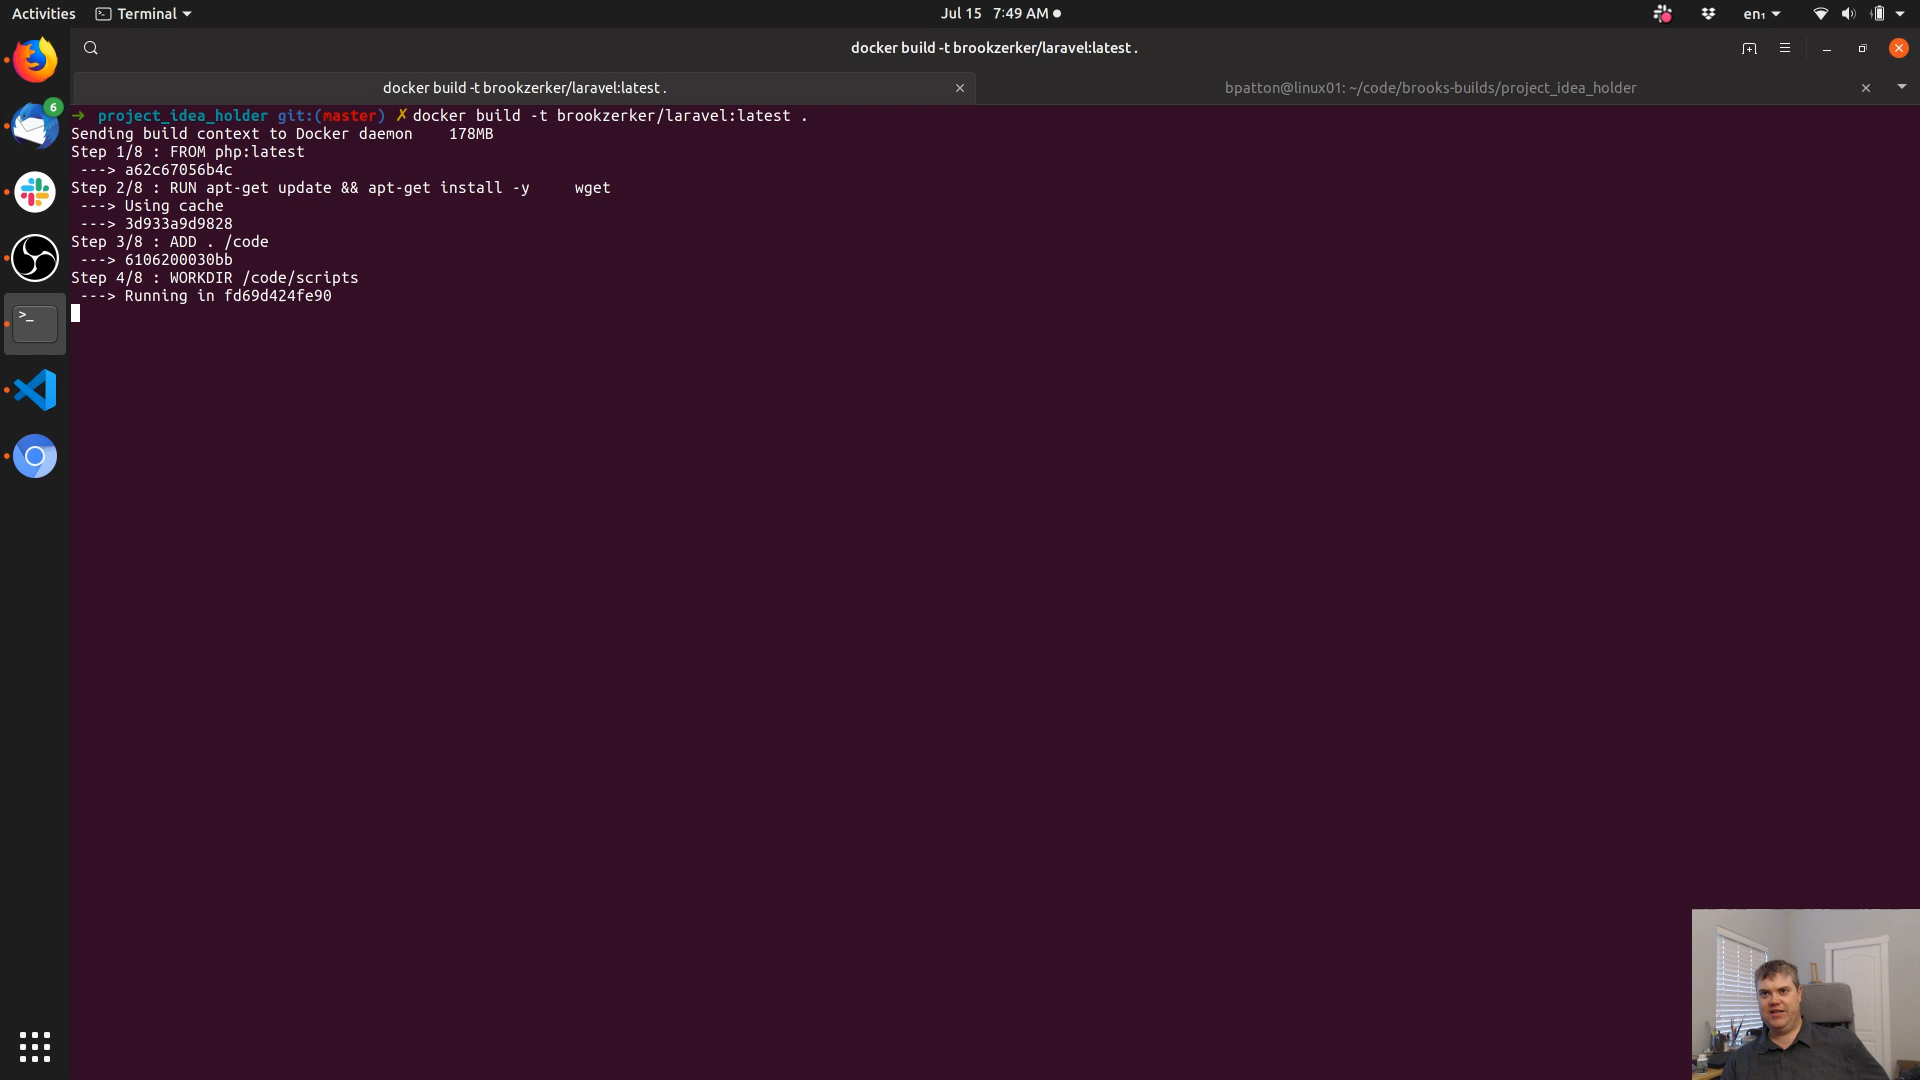 Activities Terminal Jul 15 7:49 AM en₁
docker build -t brookzerker/laravel:latest .
docker build -t brookzerker/laravel:latest . bpatton@linux01: ~/code/brooks-builds/project_idea_holder
6
➜ project_idea_holder git:(master) ✗ docker build -t brookzerker/laravel:latest .
Sending build context to Docker daemon    178MB
Step 1/8 : FROM php:latest
 ---> a62c67056b4c
Step 2/8 : RUN apt-get update && apt-get install -y     wget
 ---> Using cache
 ---> 3d933a9d9828
Step 3/8 : ADD . /code
 ---> 6106200030bb
Step 4/8 : WORKDIR /code/scripts
 ---> Running in fd69d424fe90